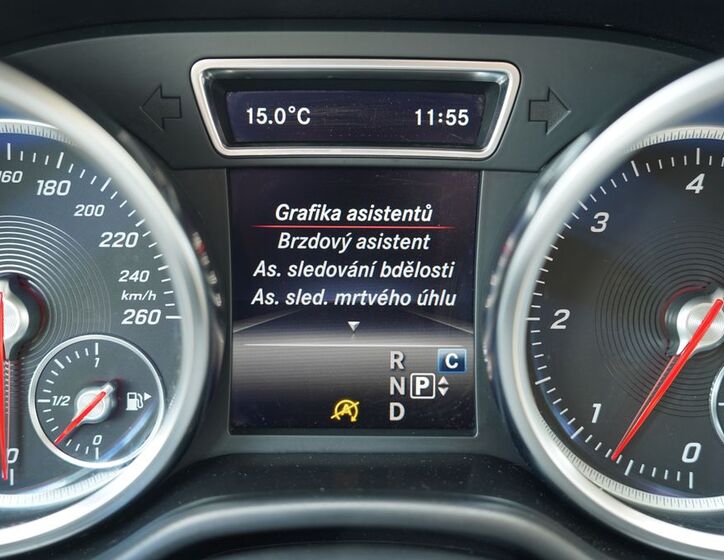 15.0°C 11:55
Grafika asistentů
Brzdový asistent
As. sledování bdělosti
As. sled. mrtvého úhlu
R C
N P
D
A
160
180
200
220
240
km/h
260
0
1
1/2
0
4
3
2
1
0